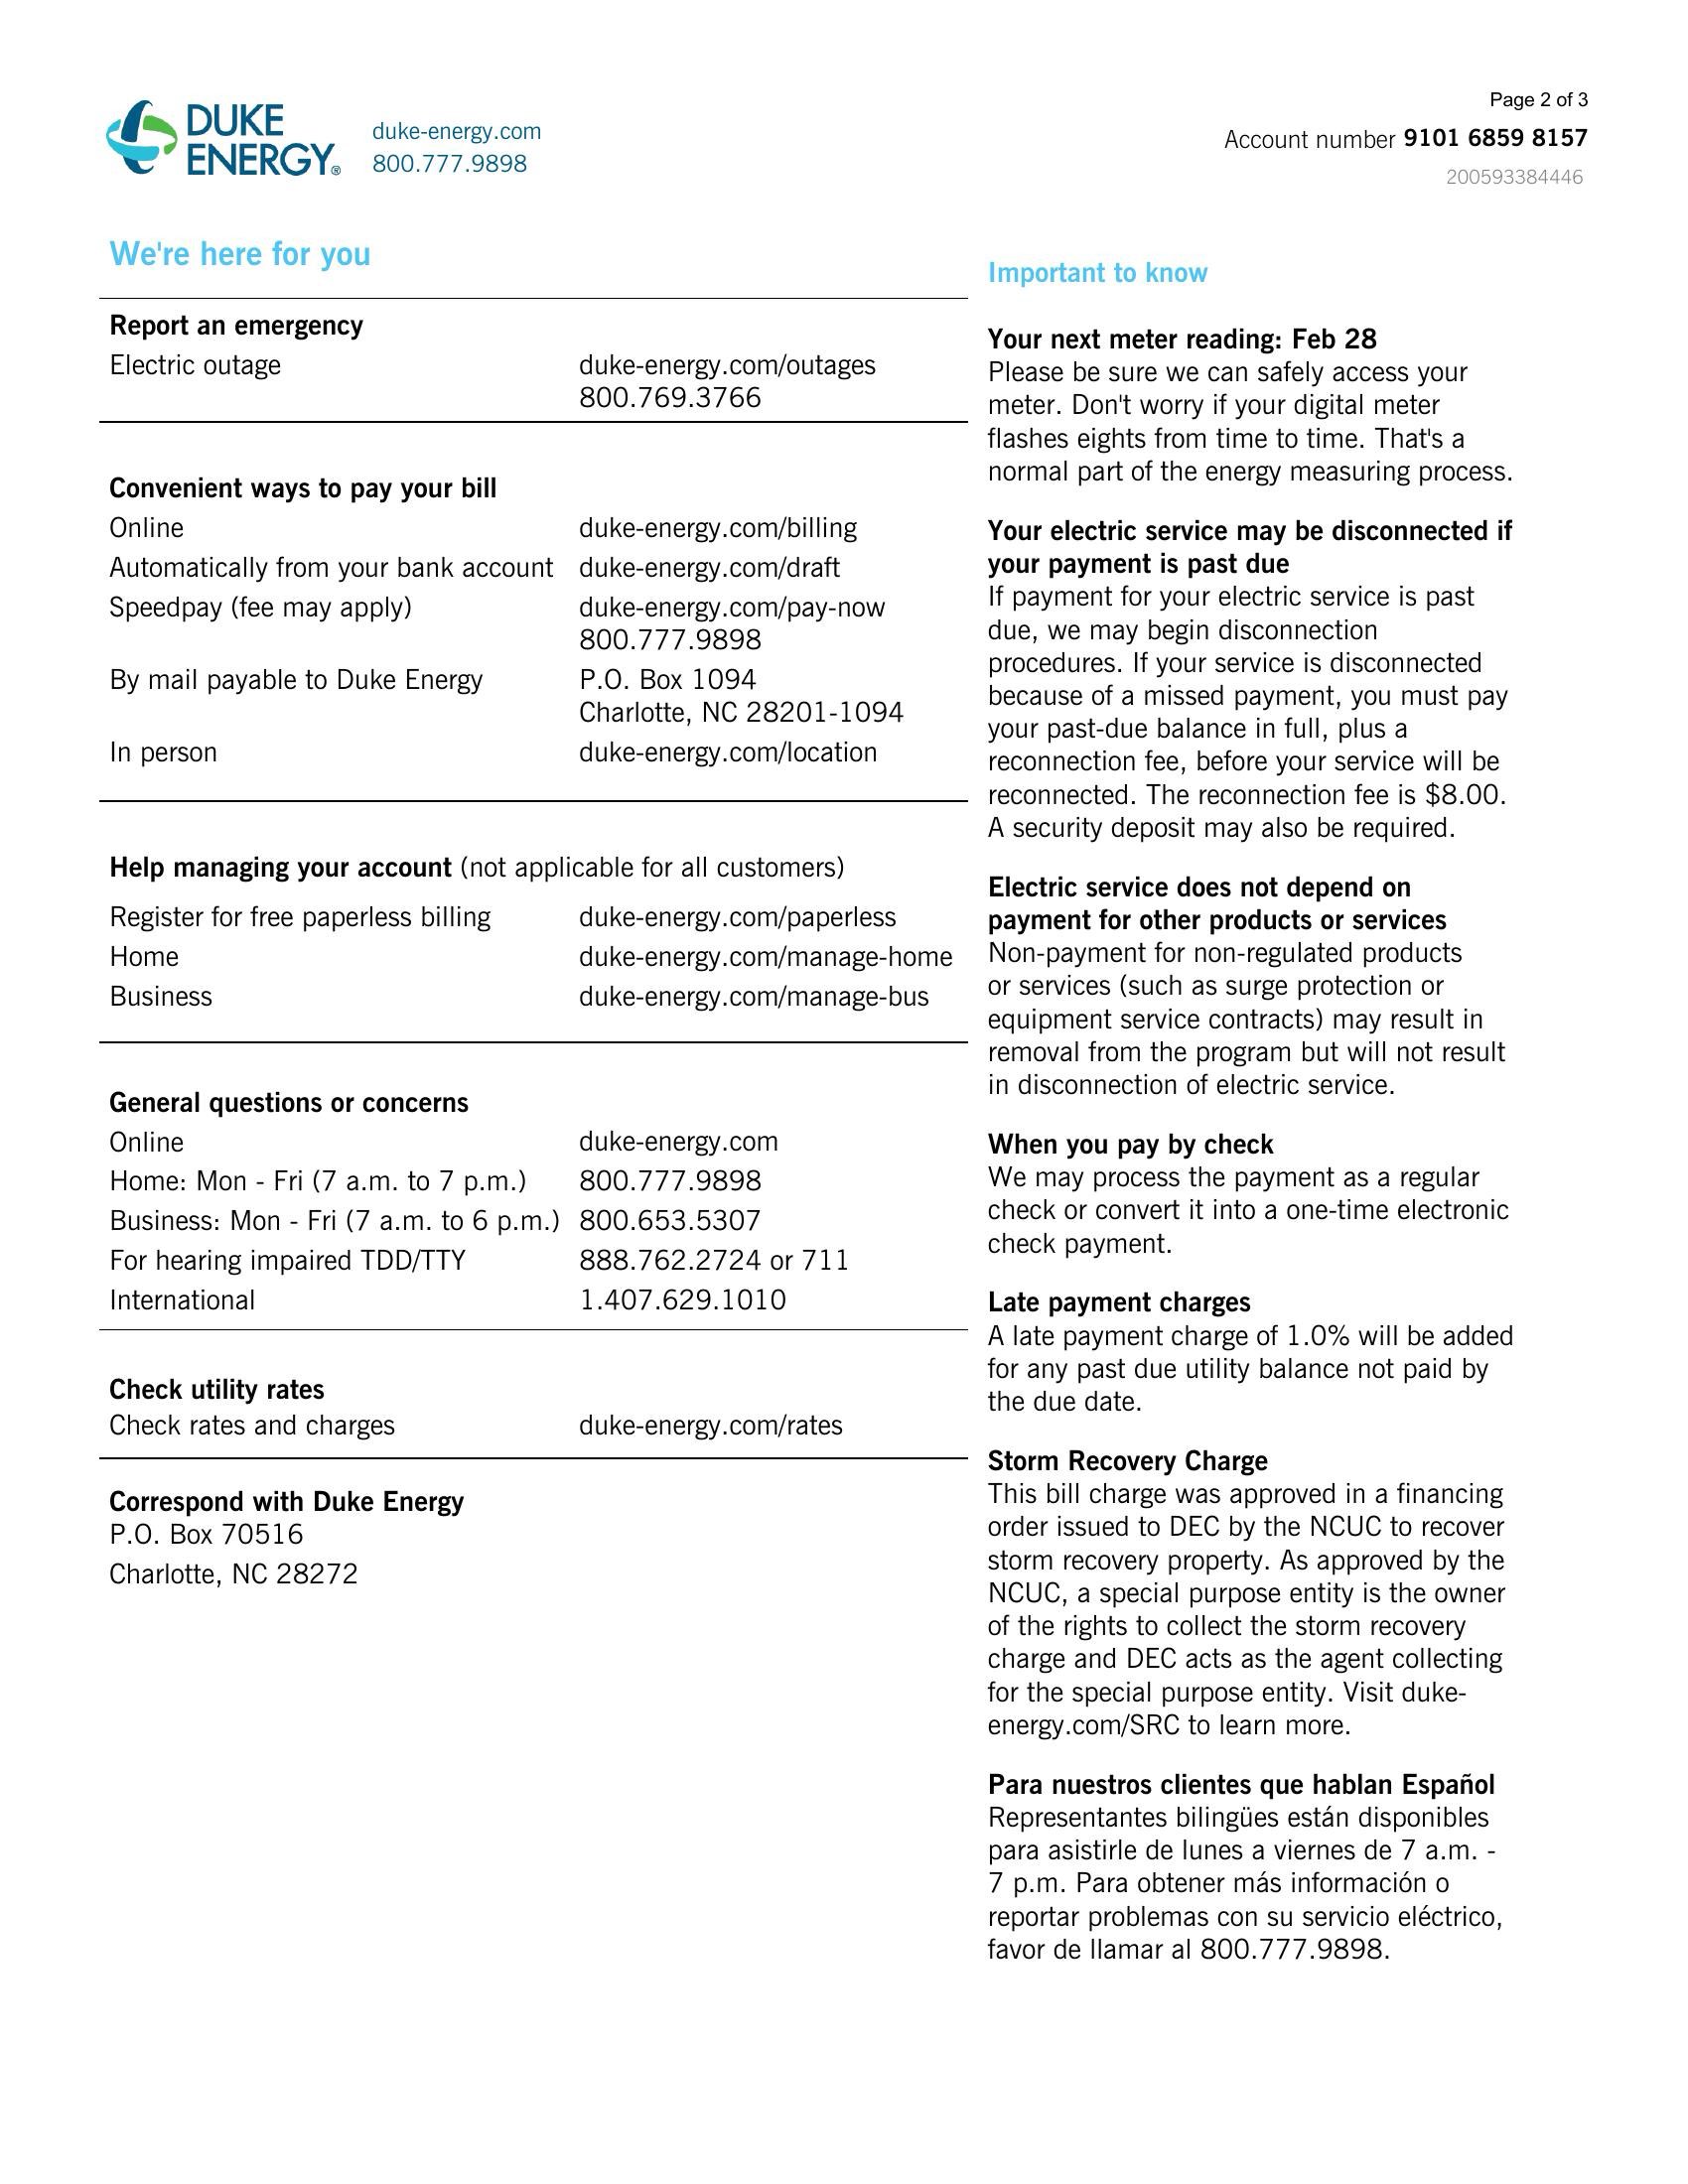 DUKE
ENERGY®
duke-energy.com
800.777.9898
Page 2 of 3
Account number 9101 6859 8157
200593384446
We're here for you
Report an emergency
Electric outage duke-energy.com/outages
800.769.3766
Convenient ways to pay your bill
Online duke-energy.com/billing
Automatically from your bank account duke-energy.com/draft
Speedpay (fee may apply) duke-energy.com/pay-now
800.777.9898
By mail payable to Duke Energy P.O. Box 1094
Charlotte, NC 28201-1094
In person duke-energy.com/location
Help managing your account (not applicable for all customers)
Register for free paperless billing duke-energy.com/paperless
Home duke-energy.com/manage-home
Business duke-energy.com/manage-bus
General questions or concerns
Online duke-energy.com
Home: Mon - Fri (7 a.m. to 7 p.m.) 800.777.9898
Business: Mon - Fri (7 a.m. to 6 p.m.) 800.653.5307
For hearing impaired TDD/TTY 888.762.2724 or 711
International 1.407.629.1010
Check utility rates
Check rates and charges duke-energy.com/rates
Correspond with Duke Energy
P.O. Box 70516
Charlotte, NC 28272
Important to know
Your next meter reading: Feb 28
Please be sure we can safely access your
meter. Don't worry if your digital meter
flashes eights from time to time. That's a
normal part of the energy measuring process.
Your electric service may be disconnected if
your payment is past due
If payment for your electric service is past
due, we may begin disconnection
procedures. If your service is disconnected
because of a missed payment, you must pay
your past-due balance in full, plus a
reconnection fee, before your service will be
reconnected. The reconnection fee is $8.00.
A security deposit may also be required.
Electric service does not depend on
payment for other products or services
Non-payment for non-regulated products
or services (such as surge protection or
equipment service contracts) may result in
removal from the program but will not result
in disconnection of electric service.
When you pay by check
We may process the payment as a regular
check or convert it into a one-time electronic
check payment.
Late payment charges
A late payment charge of 1.0% will be added
for any past due utility balance not paid by
the due date.
Storm Recovery Charge
This bill charge was approved in a financing
order issued to DEC by the NCUC to recover
storm recovery property. As approved by the
NCUC, a special purpose entity is the owner
of the rights to collect the storm recovery
charge and DEC acts as the agent collecting
for the special purpose entity. Visit duke-
energy.com/SRC to learn more.
Para nuestros clientes que hablan Español
Representantes bilingües están disponibles
para asistirle de lunes a viernes de 7 a.m. -
7 p.m. Para obtener más información o
reportar problemas con su servicio eléctrico,
favor de llamar al 800.777.9898.